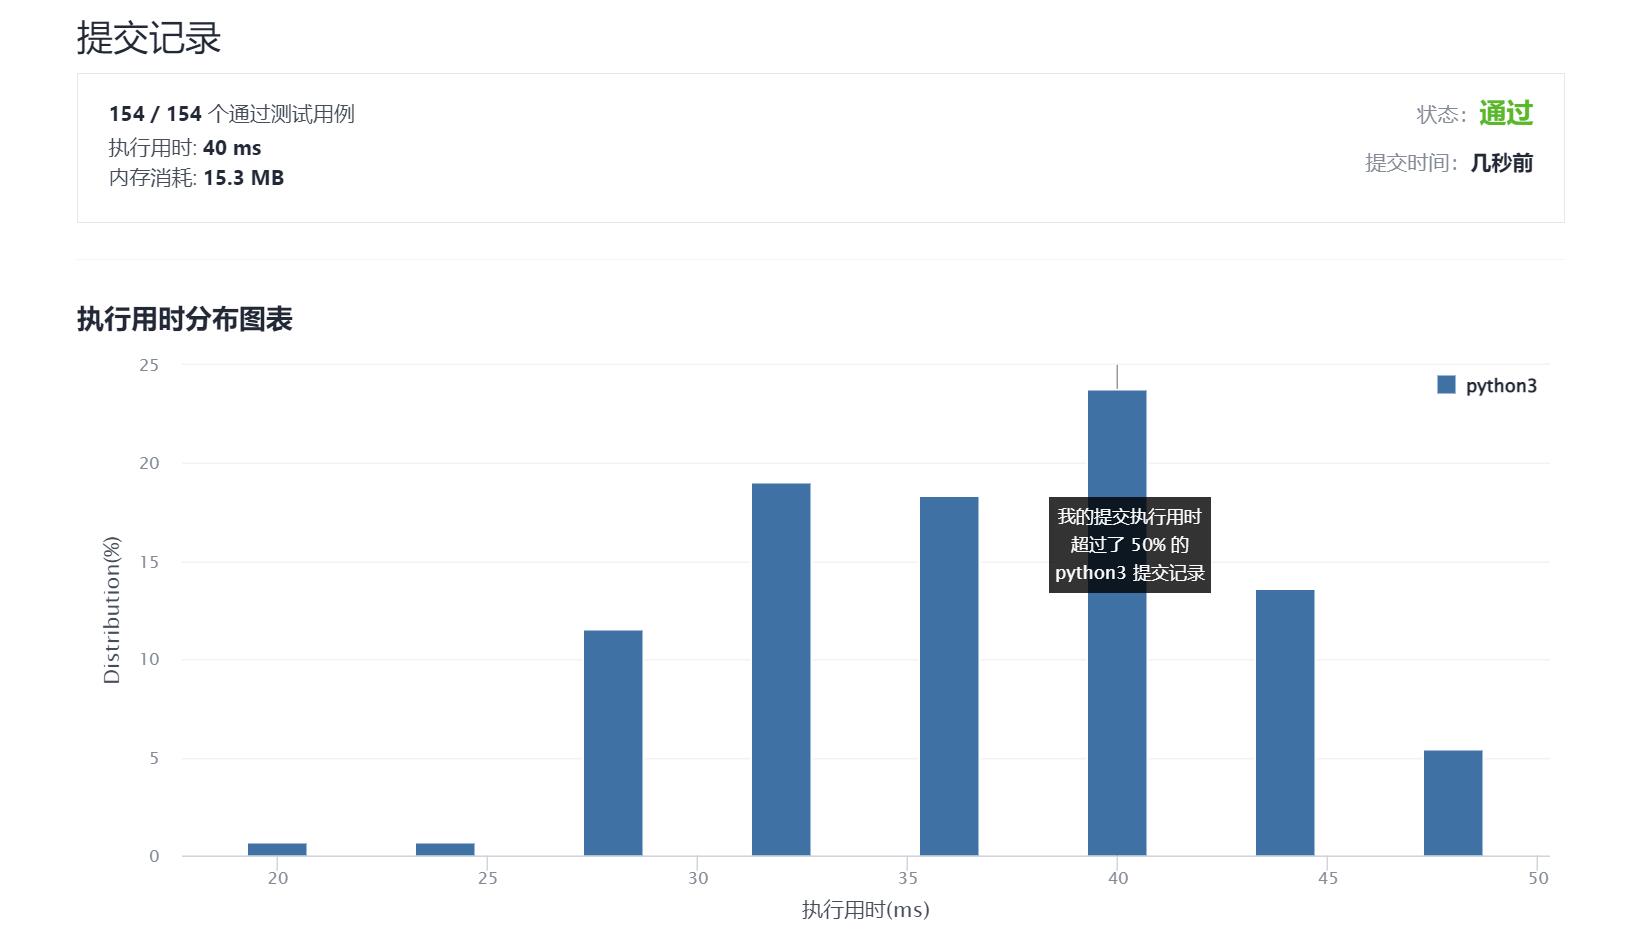 提交记录
154 / 154 个通过测试用例
状态：通过
执行用时: 40 ms
提交时间：几秒前
内存消耗: 15.3 MB
执行用时分布图表
25
python3
20
我的提交执行用时
超过了 50% 的
python3 提交记录
15
Distribution(%)
10
5
0
20 25 30 35 40 45 50
执行用时(ms)